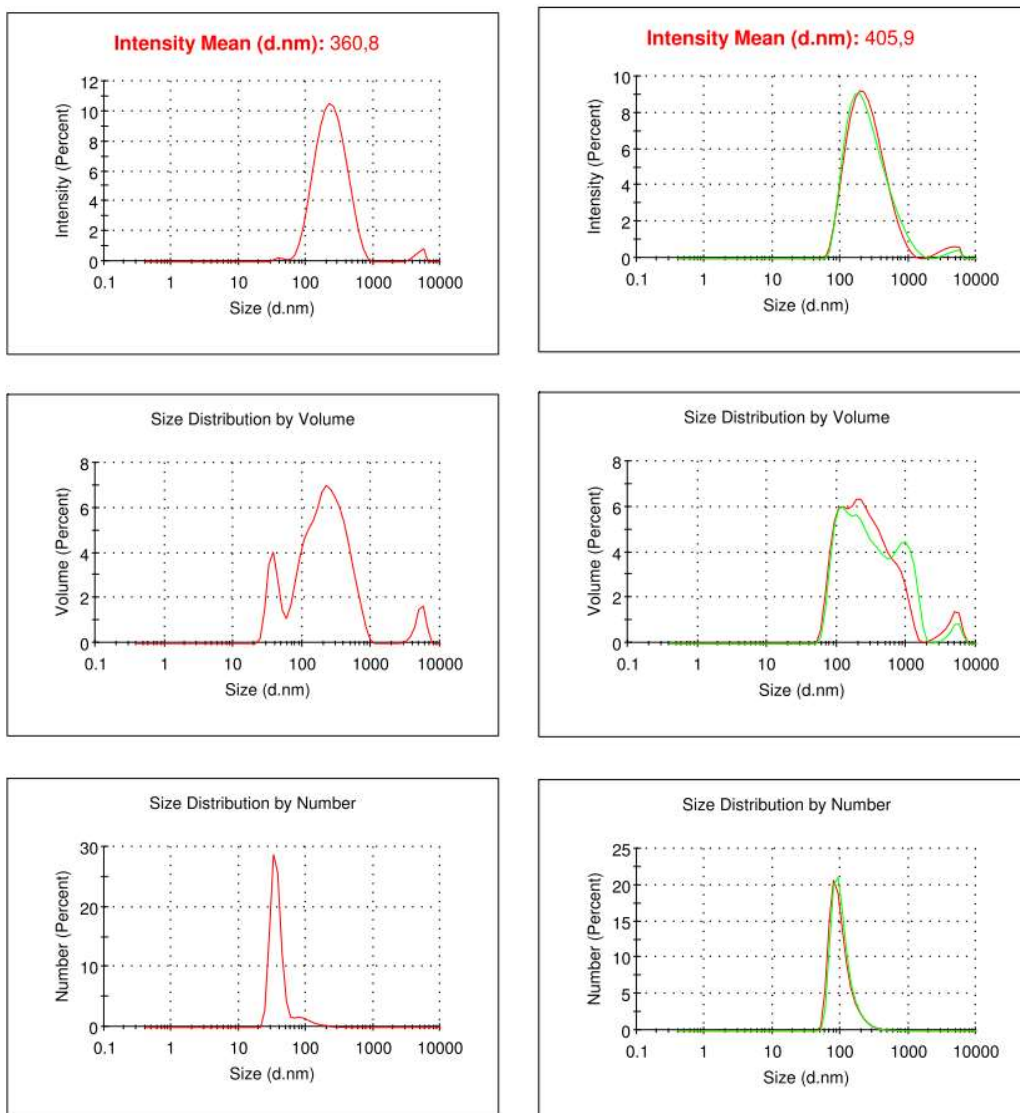 Intensity Mean (d.nm): 360,8
12
10
8
6
4
2
0
Intensity (Percent)
0.1 1 10 100 1000 10000
Size (d.nm)
Intensity Mean (d.nm): 405,9
10
8
6
4
2
0
Intensity (Percent)
0.1 1 10 100 1000 10000
Size (d.nm)
Size Distribution by Volume
8
6
4
2
0
Volume (Percent)
0.1 1 10 100 1000 10000
Size (d.nm)
Size Distribution by Volume
8
6
4
2
0
Volume (Percent)
0.1 1 10 100 1000 10000
Size (d.nm)
Size Distribution by Number
30
20
10
0
Number (Percent)
0.1 1 10 100 1000 10000
Size (d.nm)
Size Distribution by Number
25
20
15
10
5
0
Number (Percent)
0.1 1 10 100 1000 10000
Size (d.nm)